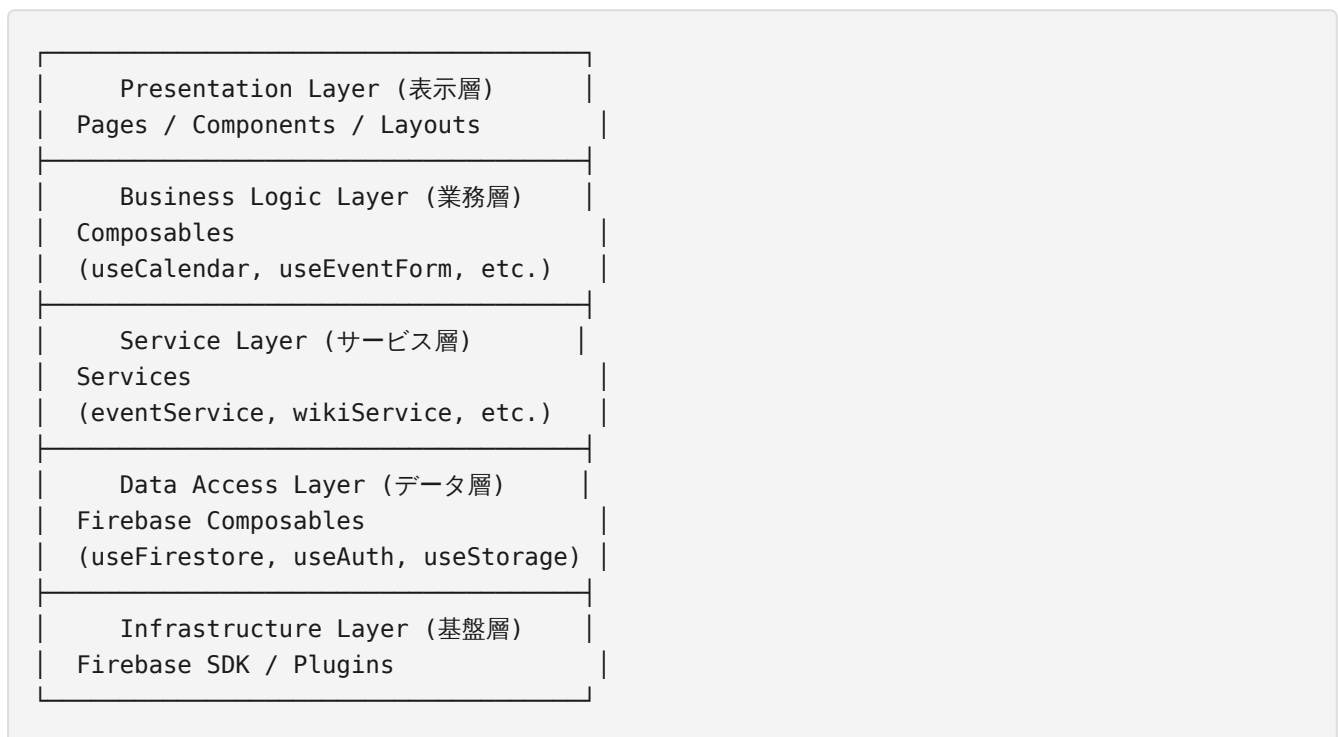 Presentation Layer (表示層)
Pages / Components / Layouts
Business Logic Layer (業務層)
Composables
(useCalendar, useEventForm, etc.)
Service Layer (サービス層)
Services
(eventService, wikiService, etc.)
Data Access Layer (データ層)
Firebase Composables
(useFirestore, useAuth, useStorage)
Infrastructure Layer (基盤層)
Firebase SDK / Plugins